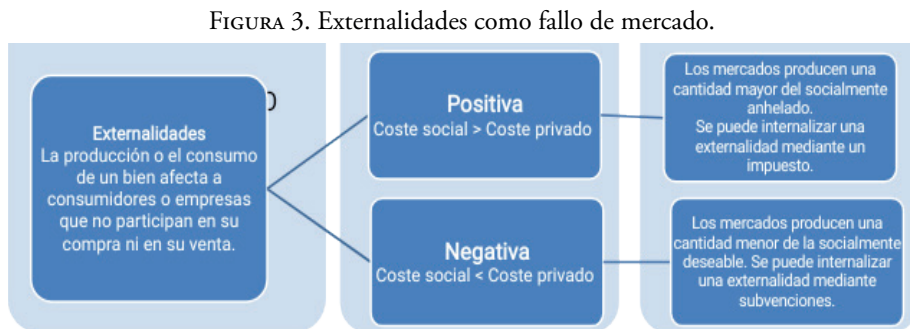 FIGURA 3. Externalidades como fallo de mercado.
Externalidades
La producción o el consumo
de un bien afecta a
consumidores o empresas
que no participan en su
compra ni en su venta.
Positiva
Coste social > Coste privado
Los mercados producen una
cantidad mayor del socialmente
anhelado.
Se puede internalizar una
externalidad mediante un
impuesto.
Negativa
Coste social < Coste privado
Los mercados producen una
cantidad menor de la socialmente
deseable. Se puede internalizar
una externalidad mediante
subvenciones.